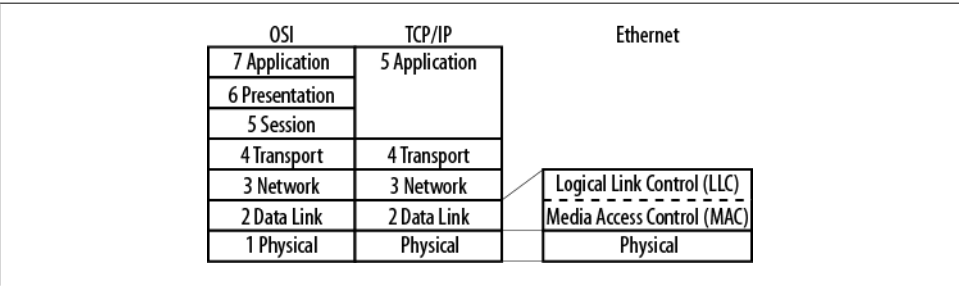 OSI TCP/IP Ethernet
7 Application 5 Application
6 Presentation
5 Session
4 Transport 4 Transport
3 Network 3 Network Logical Link Control (LLC)
2 Data Link 2 Data Link Media Access Control (MAC)
1 Physical Physical Physical